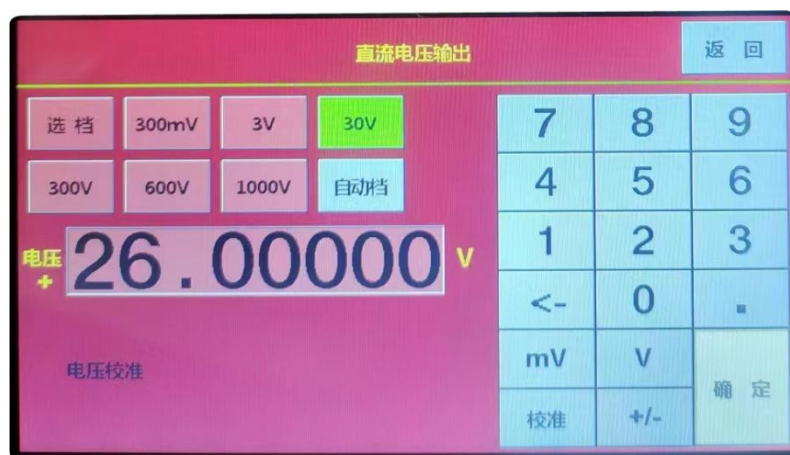 直流电压输出
返 回
选 档 300mV 3V 30V
300V 600V 1000V 自动档
电压 + 26.00000 V
电压校准
7 8 9
4 5 6
1 2 3
<- 0 .
mV V
确 定
校准 +/-